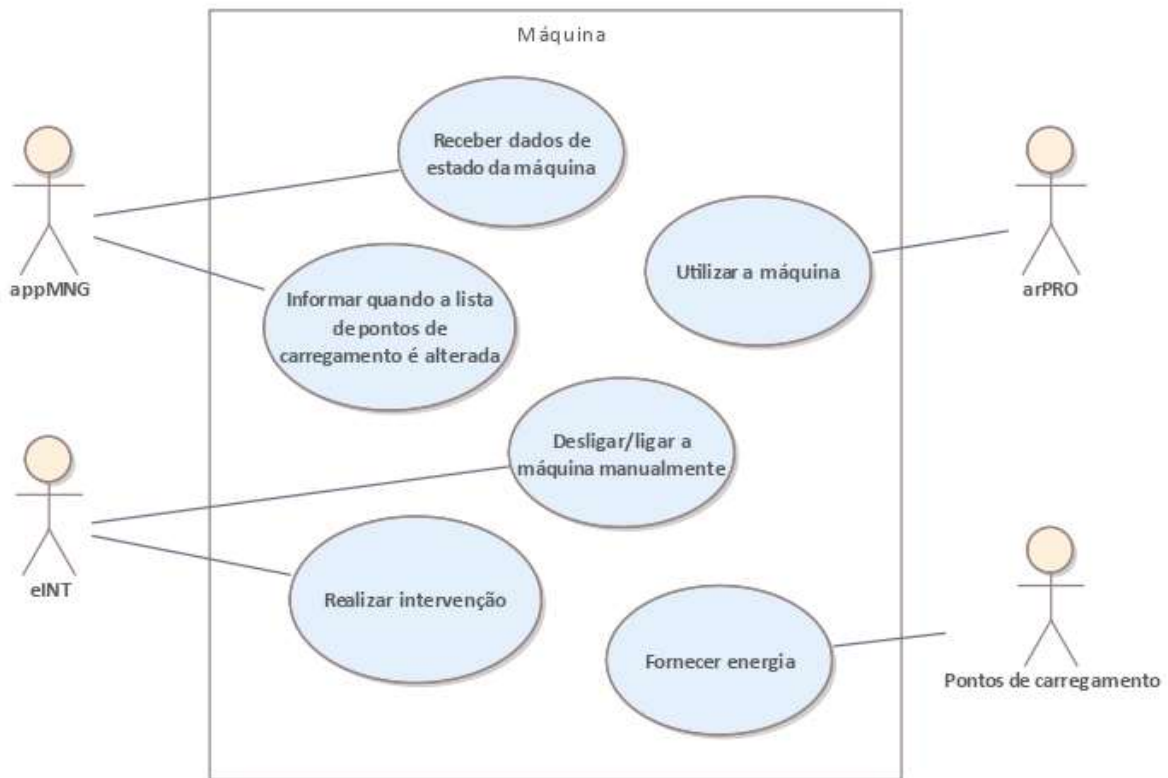 Máquina
Receber dados de
estado da máquina
appMNG
Informar quando a lista
de pontos de
carregamento é alterada
Utilizar a máquina
arPRO
Desligar/ligar a
máquina manualmente
eINT
Realizar intervenção
Fornecer energia
Pontos de carregamento